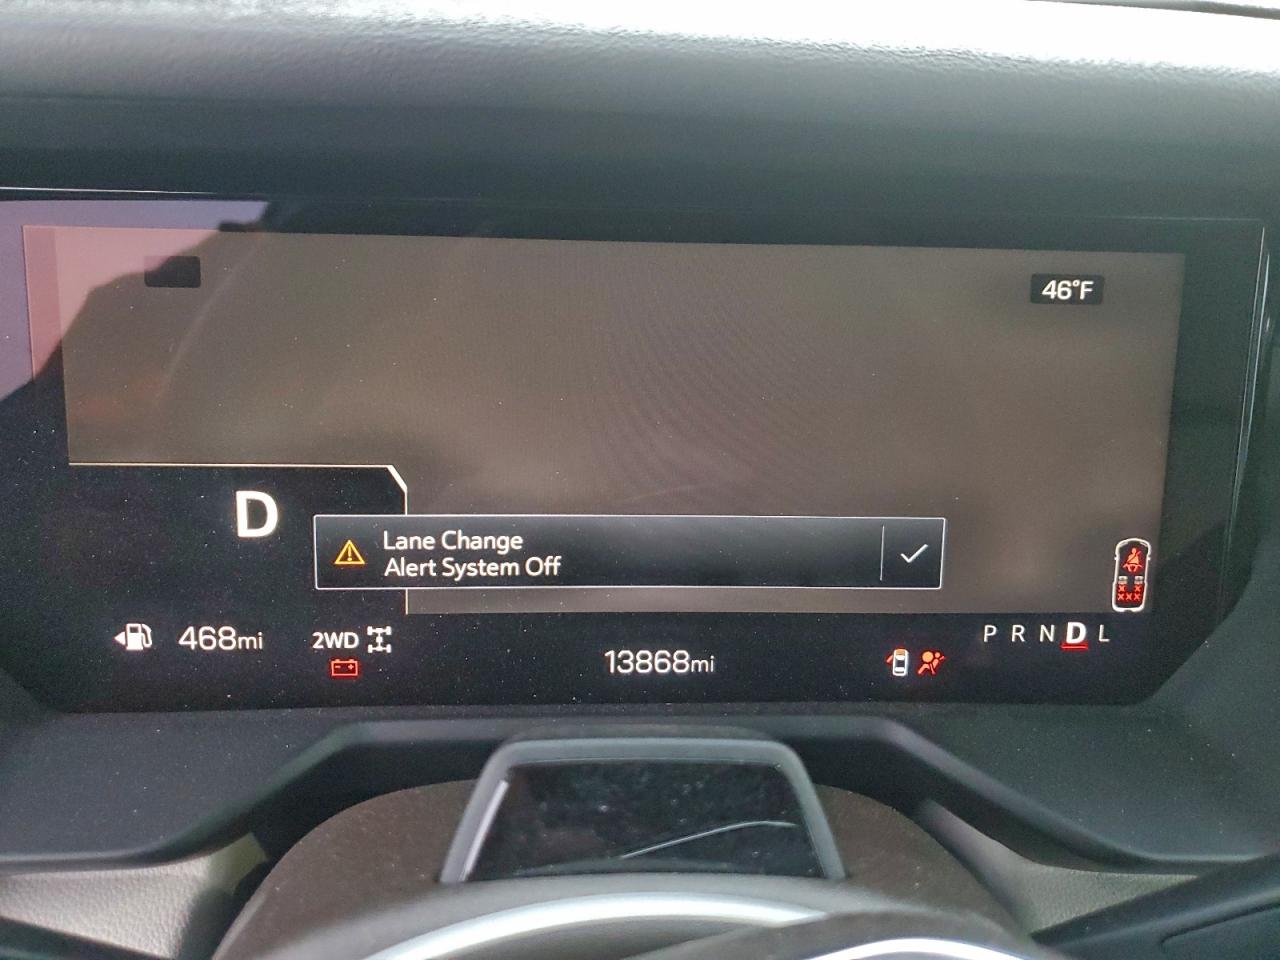 46°F
D
Lane Change
Alert System Off
468mi
2WD
13868mi
P R N D L